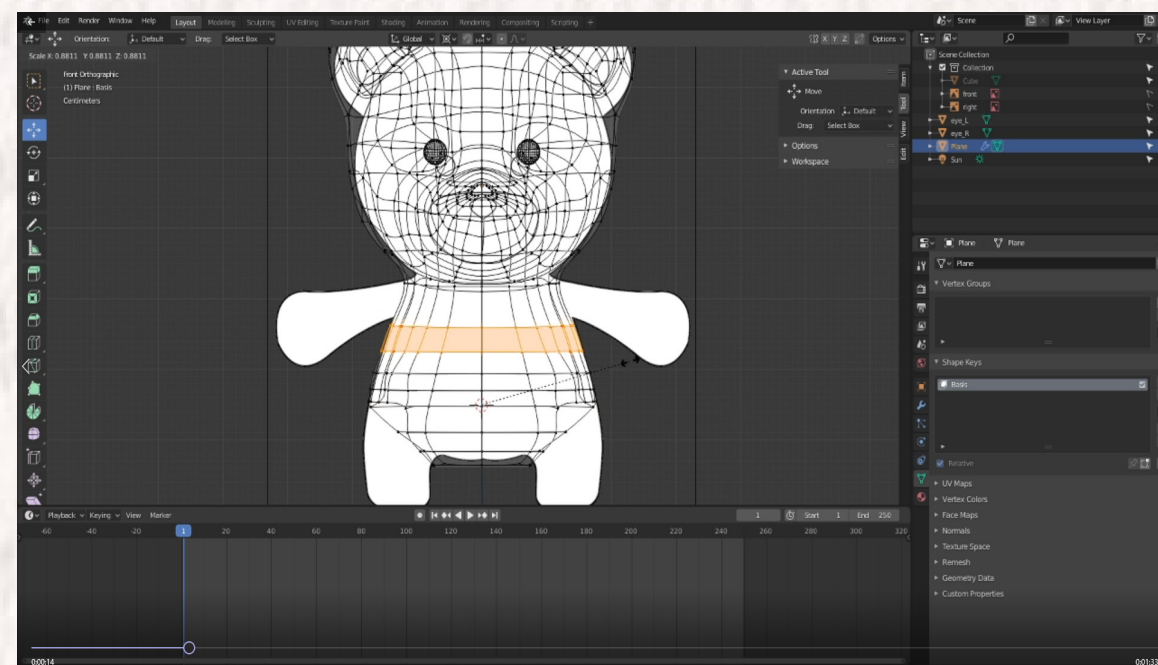 File Edit Render Window Help Layout Modeling Sculpting UV Editing Texture Paint Shading Animation Rendering Compositing Scripting + Scene View Layer
Orientation: Default Drag: Select Box Global X Y Z Options
Scale X: 0.8811 Y: 0.8811 Z: 0.8811
Front Orthographic
(1) Plane : Basis
Centimeters
Active Tool
Move
Orientation Default
Drag: Select Box
Options
Workspace
Item
Tool
View
Edit
Scene Collection
Collection
Cube
front
right
eye_L
eye_R
Plane
Sun
Plane Plane
Plane
Vertex Groups
Shape Keys
Basis
Relative
UV Maps
Vertex Colors
Face Maps
Normals
Texture Space
Remesh
Geometry Data
Custom Properties
Playback Keying View Marker 1 Start 1 End 250
-60 -40 -20 1 20 40 60 80 100 120 140 160 180 200 220 240 260 280 300 320
0:00:14 0:01:33